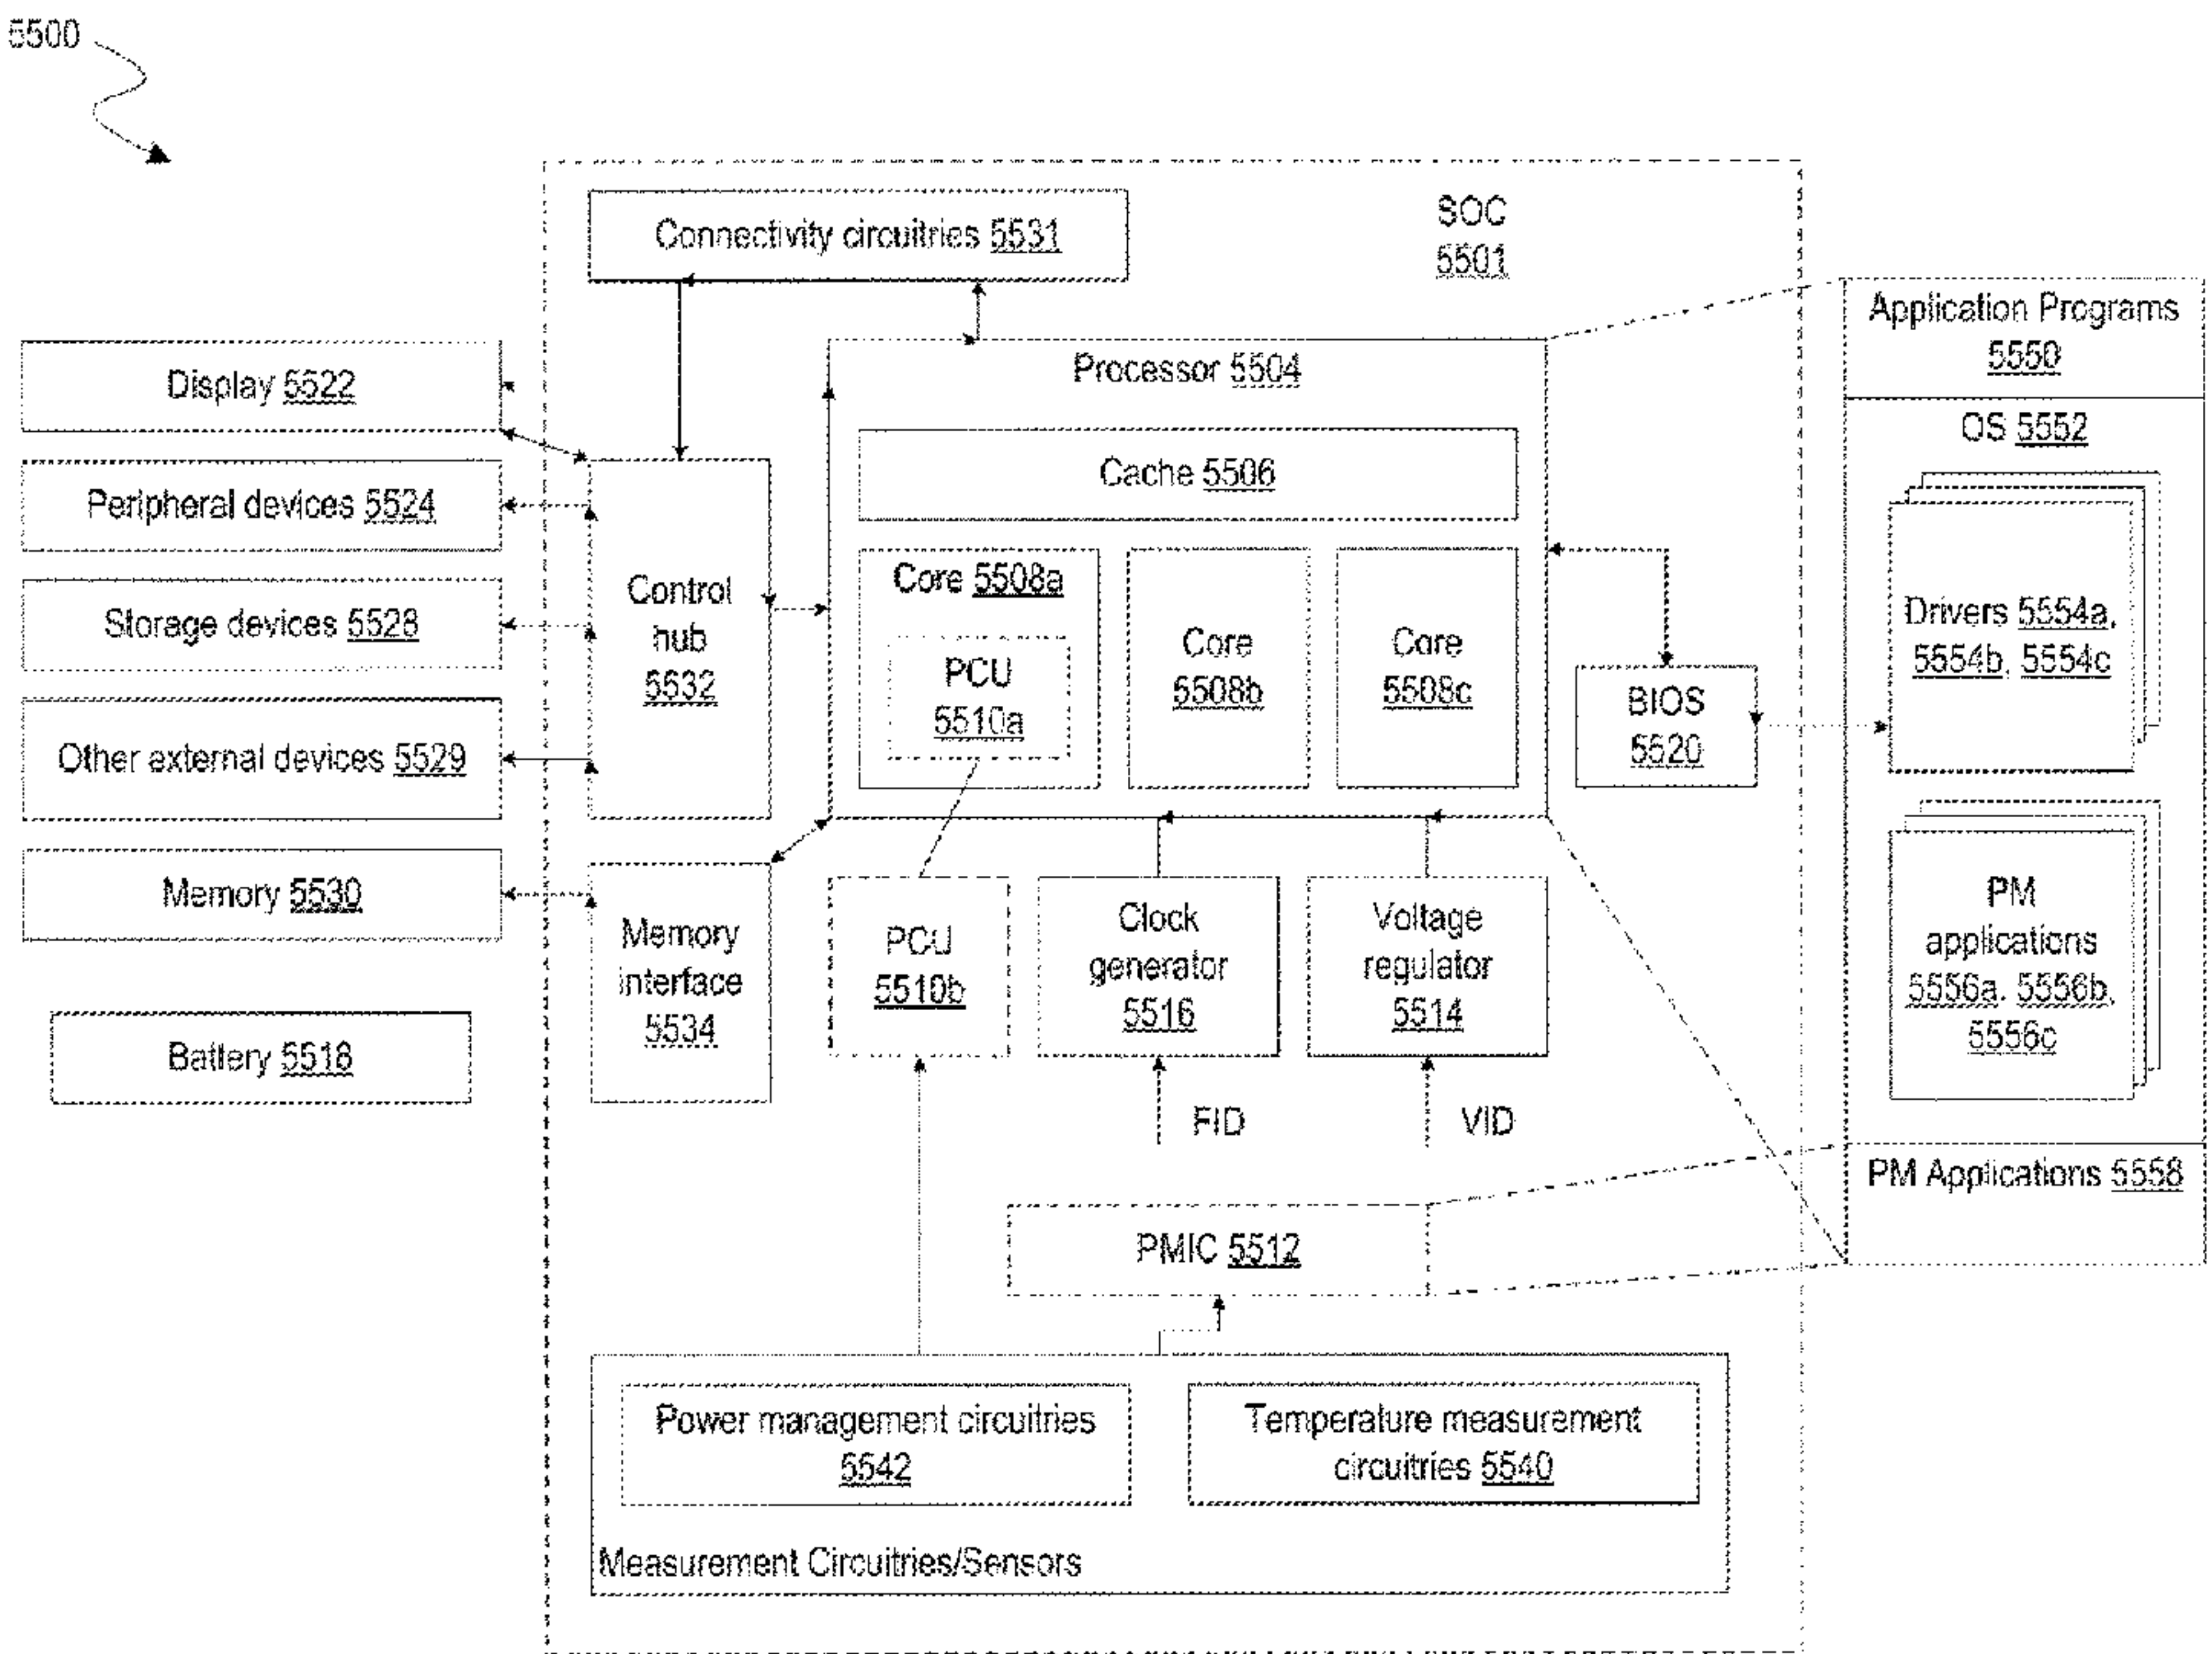 5500
SOC
5501
Connectivity circuitries 5531
Processor 5504
Cache 5506
Core 5508a
PCU
5510a
Core
5508b
Core
5508c
Display 5522
Peripheral devices 5524
Storage devices 5528
Other external devices 5529
Memory 5530
Battery 5518
Control
hub
5532
Memory
interface
5534
PCU
5510b
Clock
generator
5516
Voltage
regulator
5514
FID
VID
BIOS
5520
PMIC 5512
Power management circuitries
5542
Temperature measurement
circuitries 5540
Measurement Circuitries/Sensors
Application Programs
5550
OS 5552
Drivers 5554a,
5554b, 5554c
PM
applications
5556a. 5556b,
5556c
PM Applications 5558